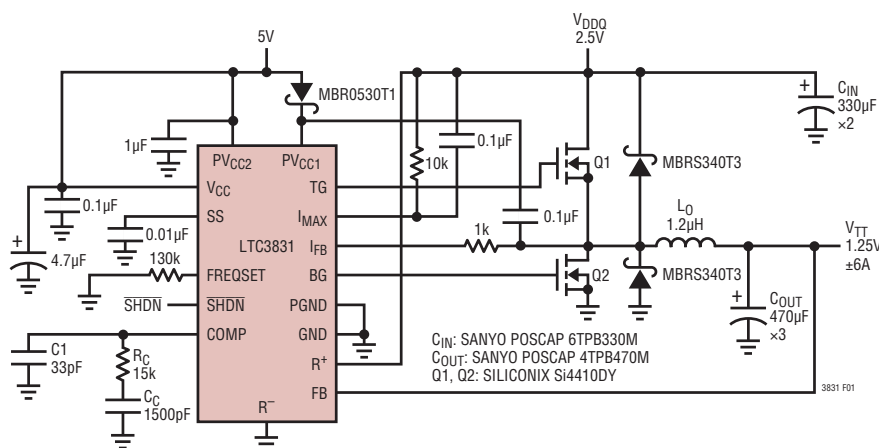 5V
VDDQ
2.5V
MBR0530T1
CIN
330µF
×2
1µF
0.1µF
10k
PVCC2
PVCC1
VCC
TG
Q1
MBRS340T3
0.1µF
SS
IMAX
0.1µF
LO
1.2µH
0.01µF
LTC3831
IFB
1k
VTT
1.25V
±6A
4.7µF
130k
FREQSET
BG
Q2
MBRS340T3
SHDN
SHDN
PGND
COUT
470µF
×3
COMP
GND
C1
33pF
RC
15k
R+
CIN: SANYO POSCAP 6TPB330M
COUT: SANYO POSCAP 4TPB470M
Q1, Q2: SILICONIX Si4410DY
CC
1500pF
R–
FB
3831 F01